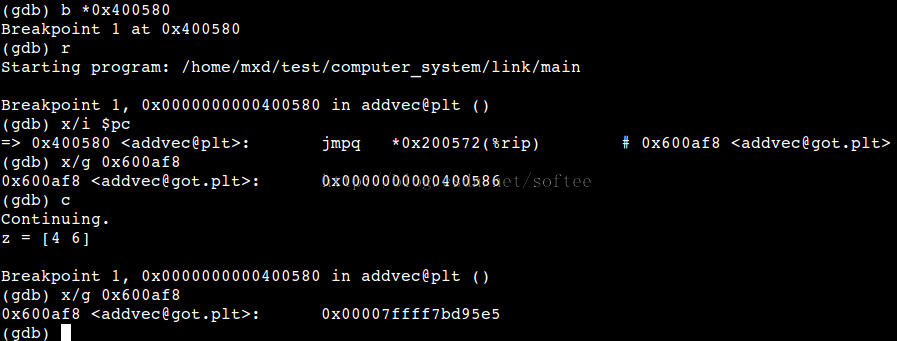 (gdb) b *0x400580
Breakpoint 1 at 0x400580
(gdb) r
Starting program: /home/mxd/test/computer_system/link/main
Breakpoint 1, 0x0000000000400580 in addvec@plt ()
(gdb) x/i $pc
=> 0x400580 <addvec@plt>: jmpq *0x200572(%rip) # 0x600af8 <addvec@got.plt>
(gdb) x/g 0x600af8
0x600af8 <addvec@got.plt>: 0x0000000000400586
(gdb) c
Continuing.
z = [4 6]
Breakpoint 1, 0x0000000000400580 in addvec@plt ()
(gdb) x/g 0x600af8
0x600af8 <addvec@got.plt>: 0x00007ffff7bd95e5
(gdb)